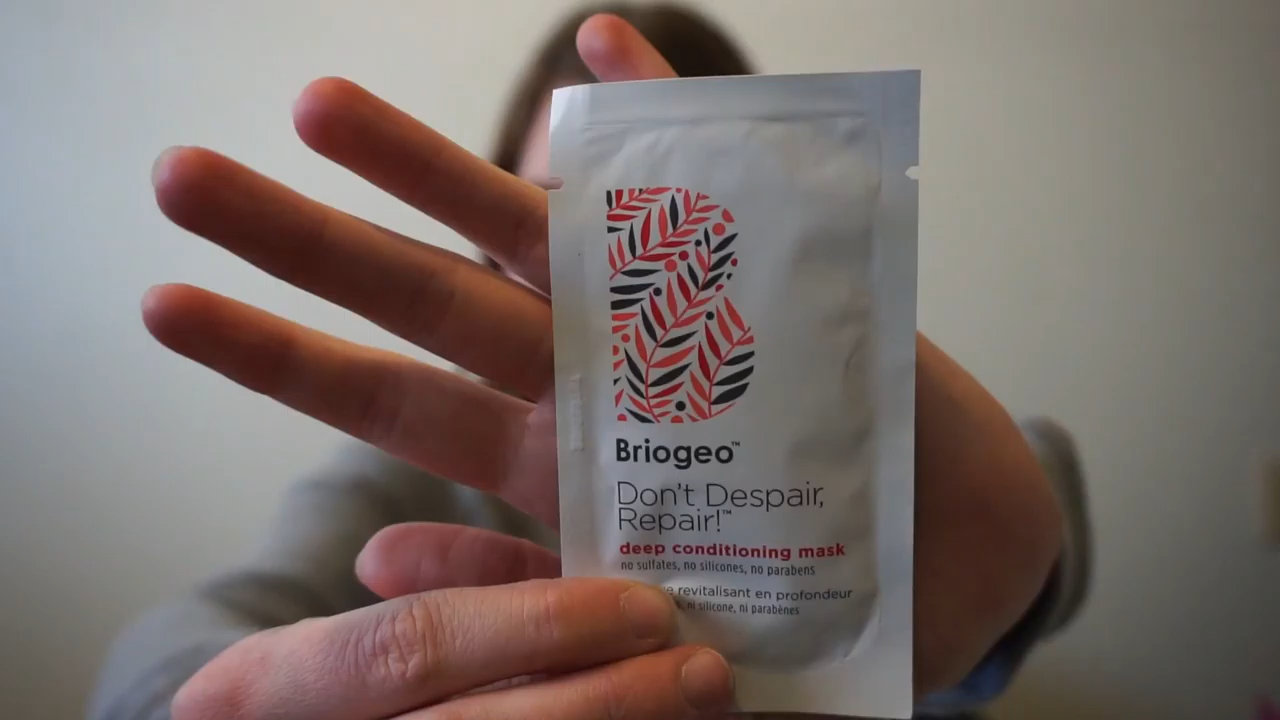 Briogeo™
Don't Despair,
Repair!™
deep conditioning mask
no sulfates, no silicones, no parabens
revitalisant en profondeur
ni silicone, ni parabènes